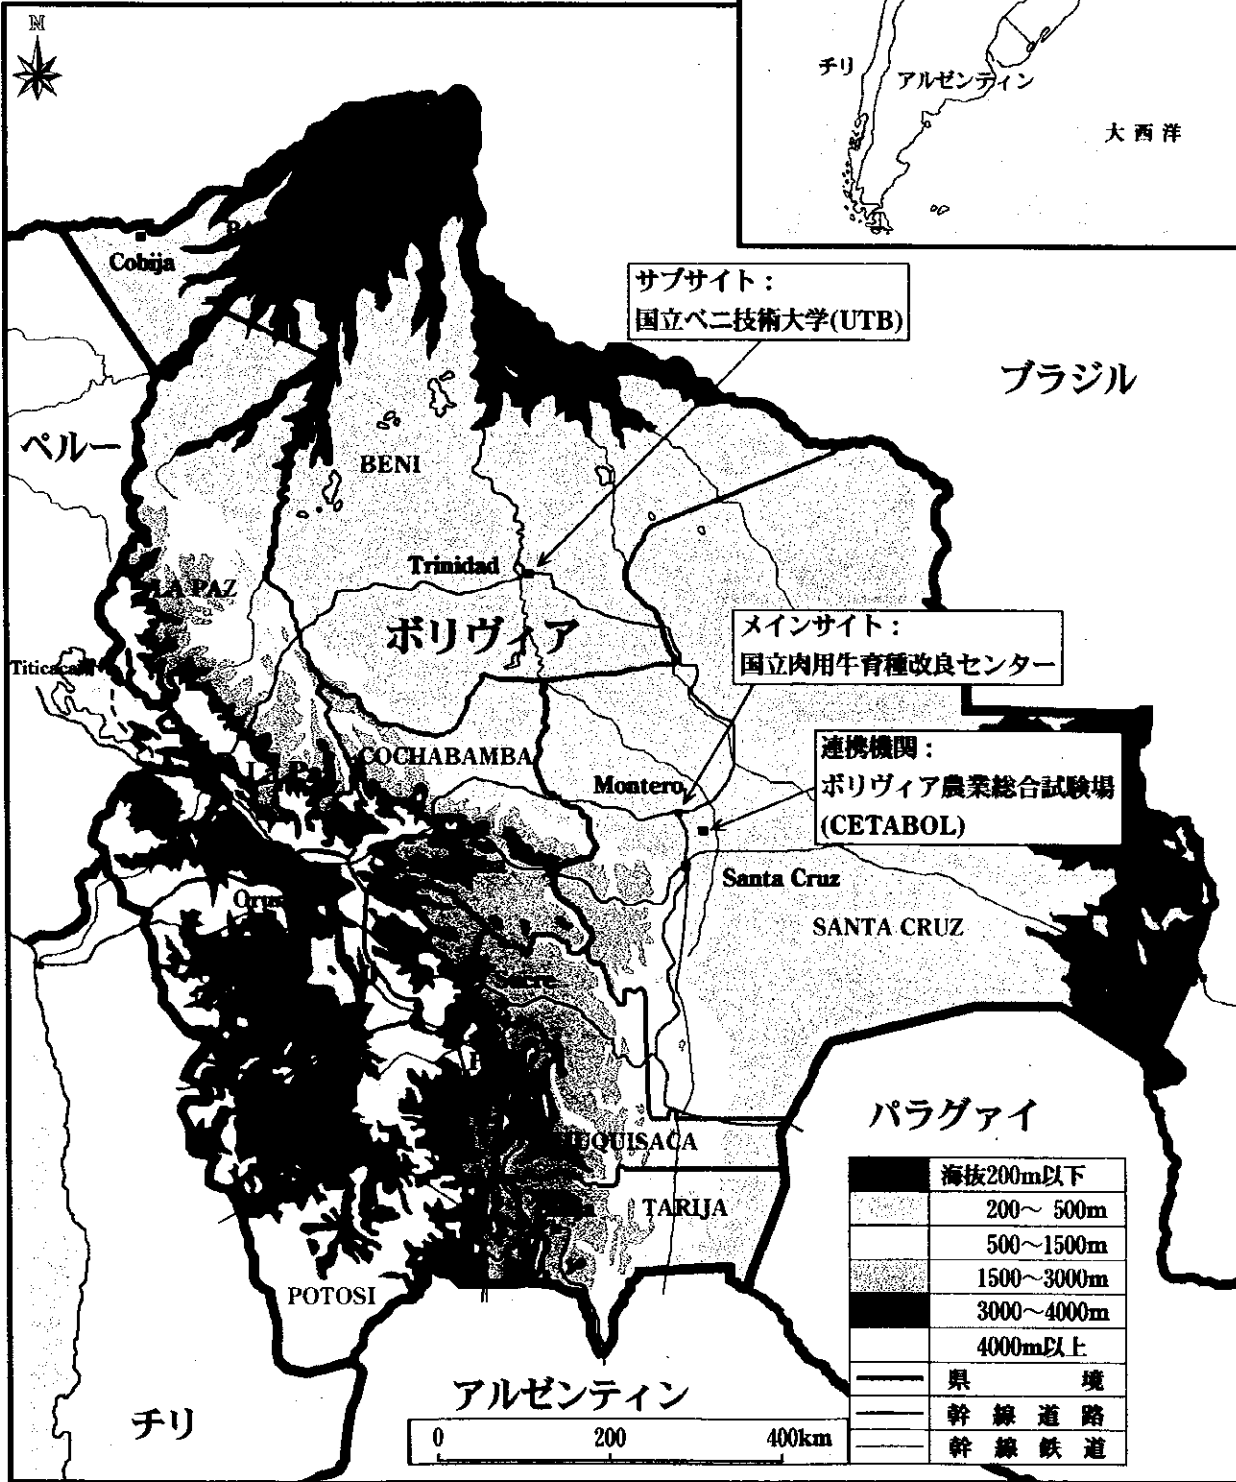 N
チリ
アルゼンティン
大西洋
Cobija
サブサイト：
国立ベニ技術大学(UTB)
ブラジル
ペルー
BENI
Trinidad
LA PAZ
ボリヴィア
メインサイト：
国立肉用牛育種改良センター
連携機関：
ボリヴィア農業総合試験場
(CETABOL)
COCHABAMBA
Montero
Santa Cruz
SANTA CRUZ
パラグァイ
TARIJA
POTOSI
アルゼンティン
チリ
海抜200m以下
200～ 500m
500～1500m
1500～3000m
3000～4000m
4000m以上
県　　境
幹線道路
幹線鉄道
0 200 400km